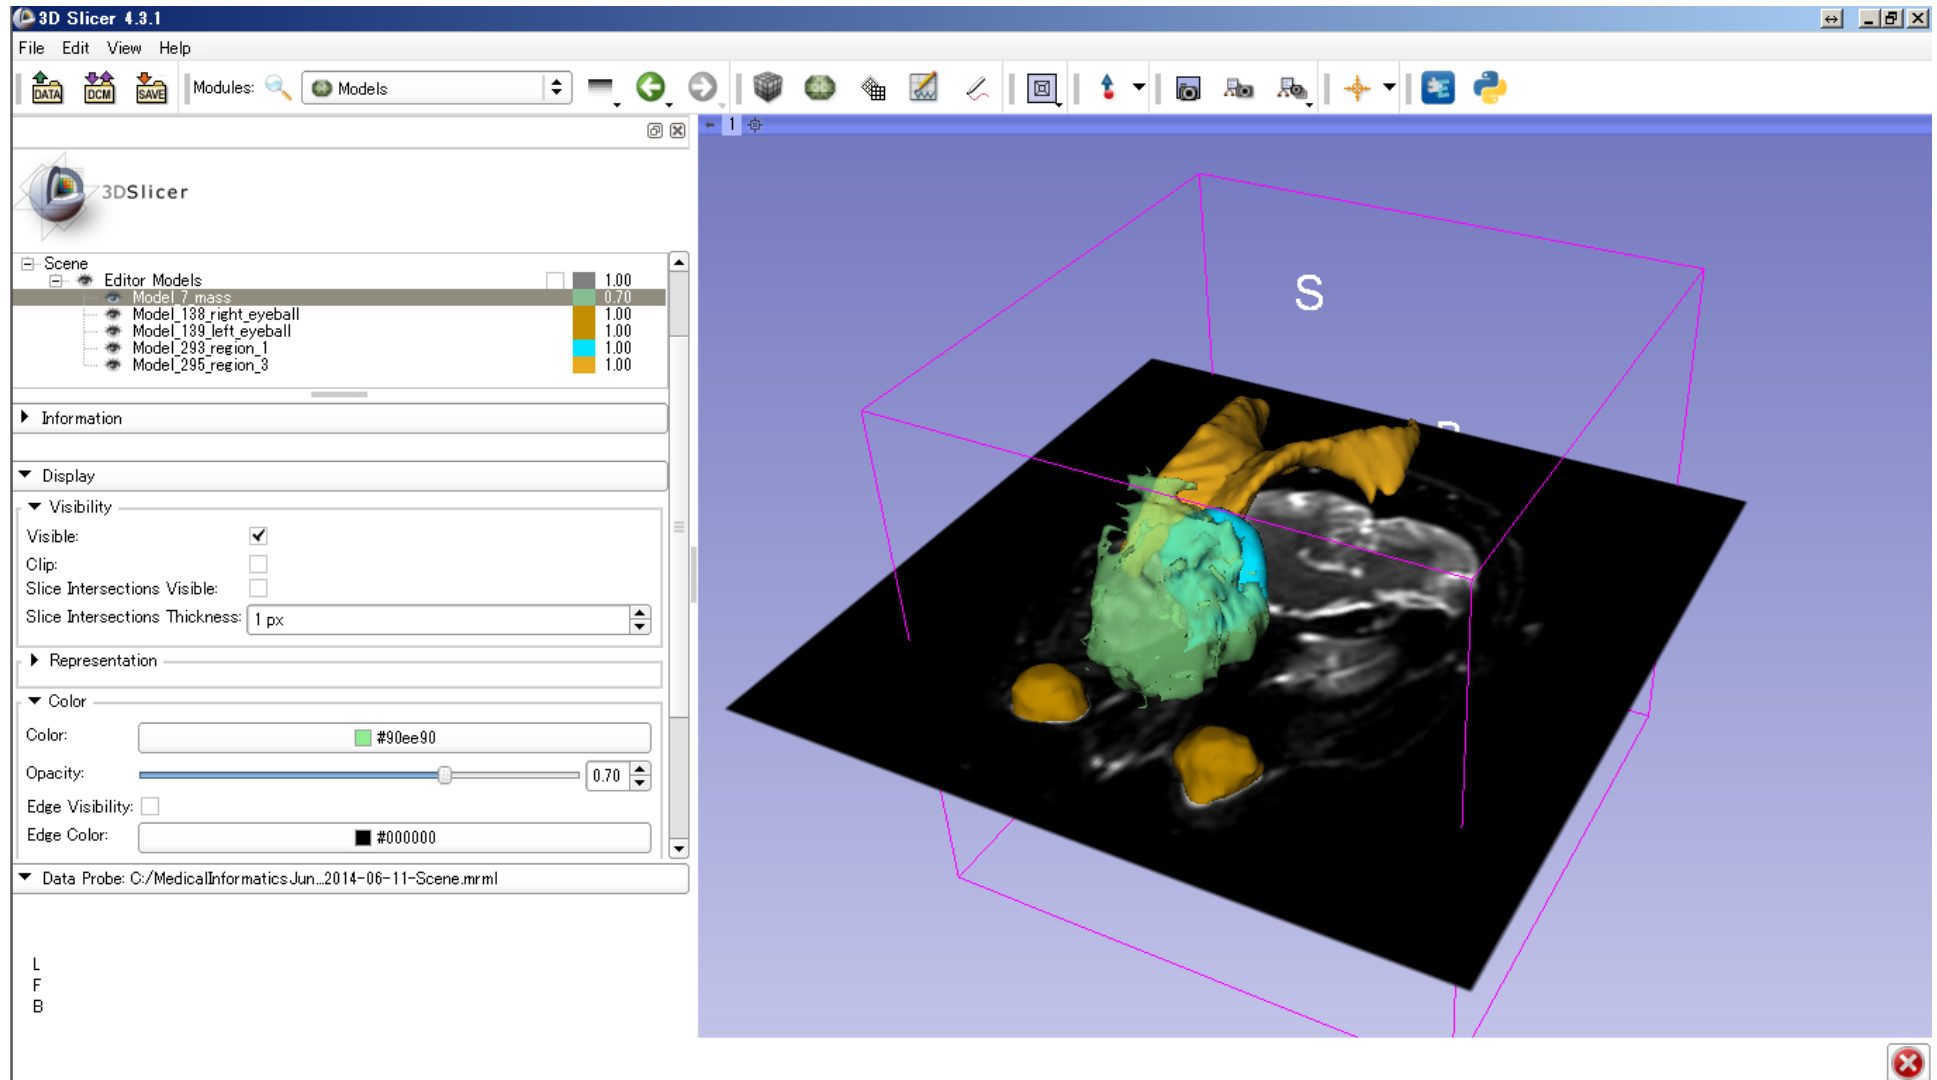 3D Slicer 4.3.1
File Edit View Help
DATA DCM SAVE Modules: Models
1
3DSlicer
Scene
Editor Models 1.00
Model_7_mass 0.70
Model_138_right_eyeball 1.00
Model_139_left_eyeball 1.00
Model_293_region_1 1.00
Model_295_region_3 1.00
Information
Display
Visibility
Visible:
Clip:
Slice Intersections Visible:
Slice Intersections Thickness: 1 px
Representation
Color
Color: #90ee90
Opacity: 0.70
Edge Visibility:
Edge Color: #000000
Data Probe: C:/MedicalInformaticsJun...2014-06-11-Scene.mrml
L
F
B
S